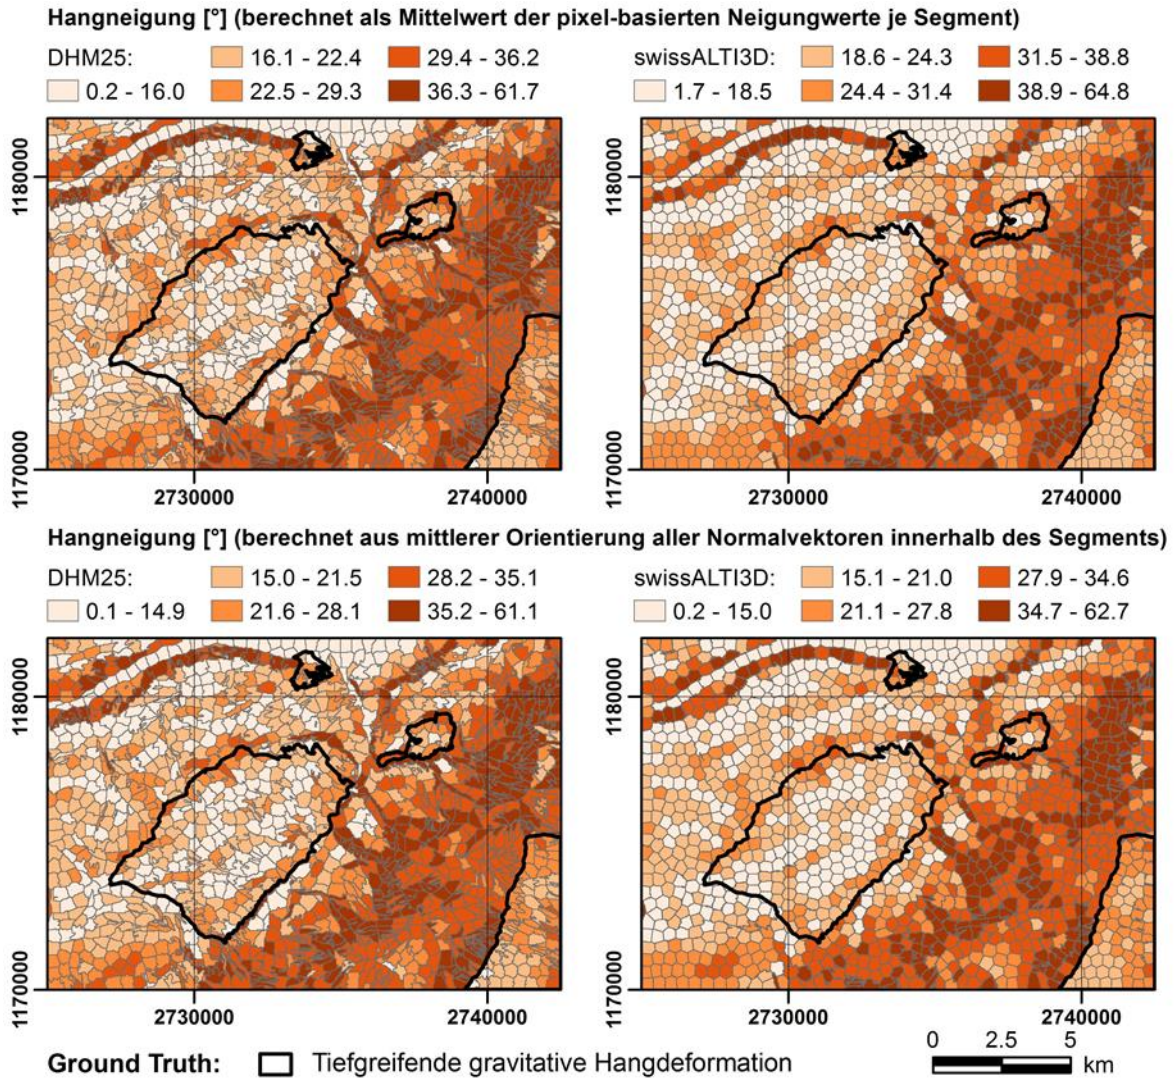 Hangneigung [°] (berechnet als Mittelwert der pixel-basierten Neigungwerte je Segment)
DHM25: 16.1 - 22.4 29.4 - 36.2
0.2 - 16.0 22.5 - 29.3 36.3 - 61.7
swissALTI3D: 18.6 - 24.3 31.5 - 38.8
1.7 - 18.5 24.4 - 31.4 38.9 - 64.8
1180000
1170000
2730000 2740000
1180000
1170000
2730000 2740000
Hangneigung [°] (berechnet aus mittlerer Orientierung aller Normalvektoren innerhalb des Segments)
DHM25: 15.0 - 21.5 28.2 - 35.1
0.1 - 14.9 21.6 - 28.1 35.2 - 61.1
swissALTI3D: 15.1 - 21.0 27.9 - 34.6
0.2 - 15.0 21.1 - 27.8 34.7 - 62.7
1180000
1170000
2730000 2740000
1180000
1170000
2730000 2740000
Ground Truth: Tiefgreifende gravitative Hangdeformation
0 2.5 5
km